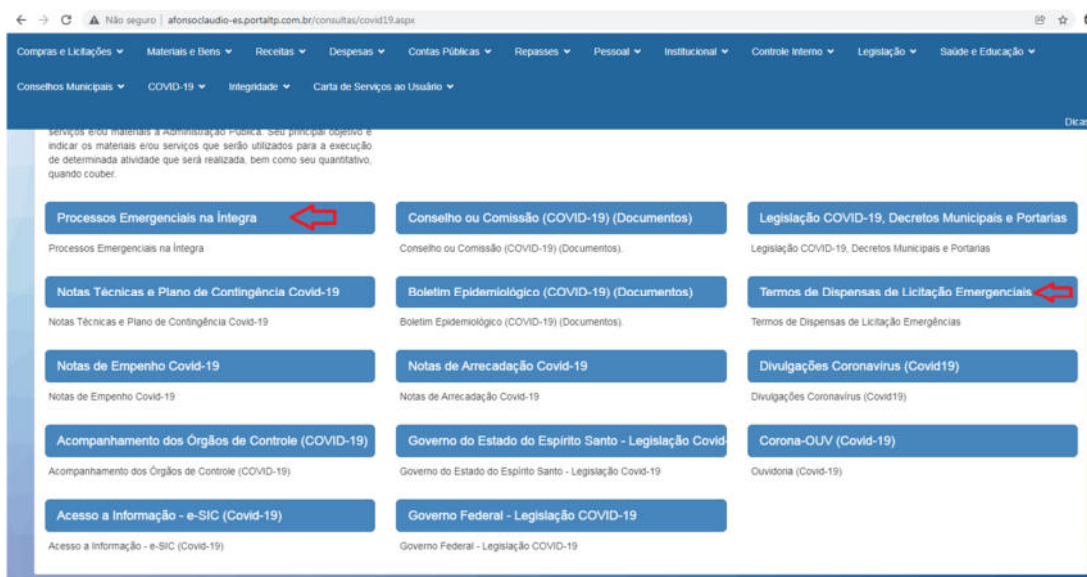 Não seguro | afonsoclaudio-es.portaltp.com.br/consultas/covid19.aspx
Compras e Licitações Materiais e Bens Receitas Despesas Contas Públicas Repasses Pessoal Institucional Controle Interno Legislação Saúde e Educação
Conselhos Municipais COVID-19 Integridade Carta de Serviços ao Usuário
Dicas
serviços e/ou materiais à Administração Pública. Seu principal objetivo é
indicar os materiais e/ou serviços que serão utilizados para a execução
de determinada atividade que será realizada, bem como seu quantitativo,
quando couber.
Processos Emergenciais na Íntegra
Conselho ou Comissão (COVID-19) (Documentos)
Legislação COVID-19, Decretos Municipais e Portarias
Processos Emergenciais na Íntegra
Conselho ou Comissão (COVID-19) (Documentos).
Legislação COVID-19, Decretos Municipais e Portarias
Notas Técnicas e Plano de Contingência Covid-19
Boletim Epidemiológico (COVID-19) (Documentos)
Termos de Dispensas de Licitação Emergenciais
Notas Técnicas e Plano de Contingência Covid-19
Boletim Epidemiológico (COVID-19) (Documentos).
Termos de Dispensas de Licitação Emergências
Notas de Empenho Covid-19
Notas de Arrecadação Covid-19
Divulgações Coronavírus (Covid19)
Notas de Empenho Covid-19
Notas de Arrecadação Covid-19
Divulgações Coronavírus (Covid19)
Acompanhamento dos Órgãos de Controle (COVID-19)
Governo do Estado do Espírito Santo - Legislação Covid-
Corona-OUV (Covid-19)
Acompanhamento dos Órgãos de Controle (COVID-19)
Governo do Estado do Espírito Santo - Legislação Covid-19
Ouvidoria (Covid-19)
Acesso a Informação - e-SIC (Covid-19)
Governo Federal - Legislação COVID-19
Acesso a Informação - e-SIC (Covid-19)
Governo Federal - Legislação COVID-19